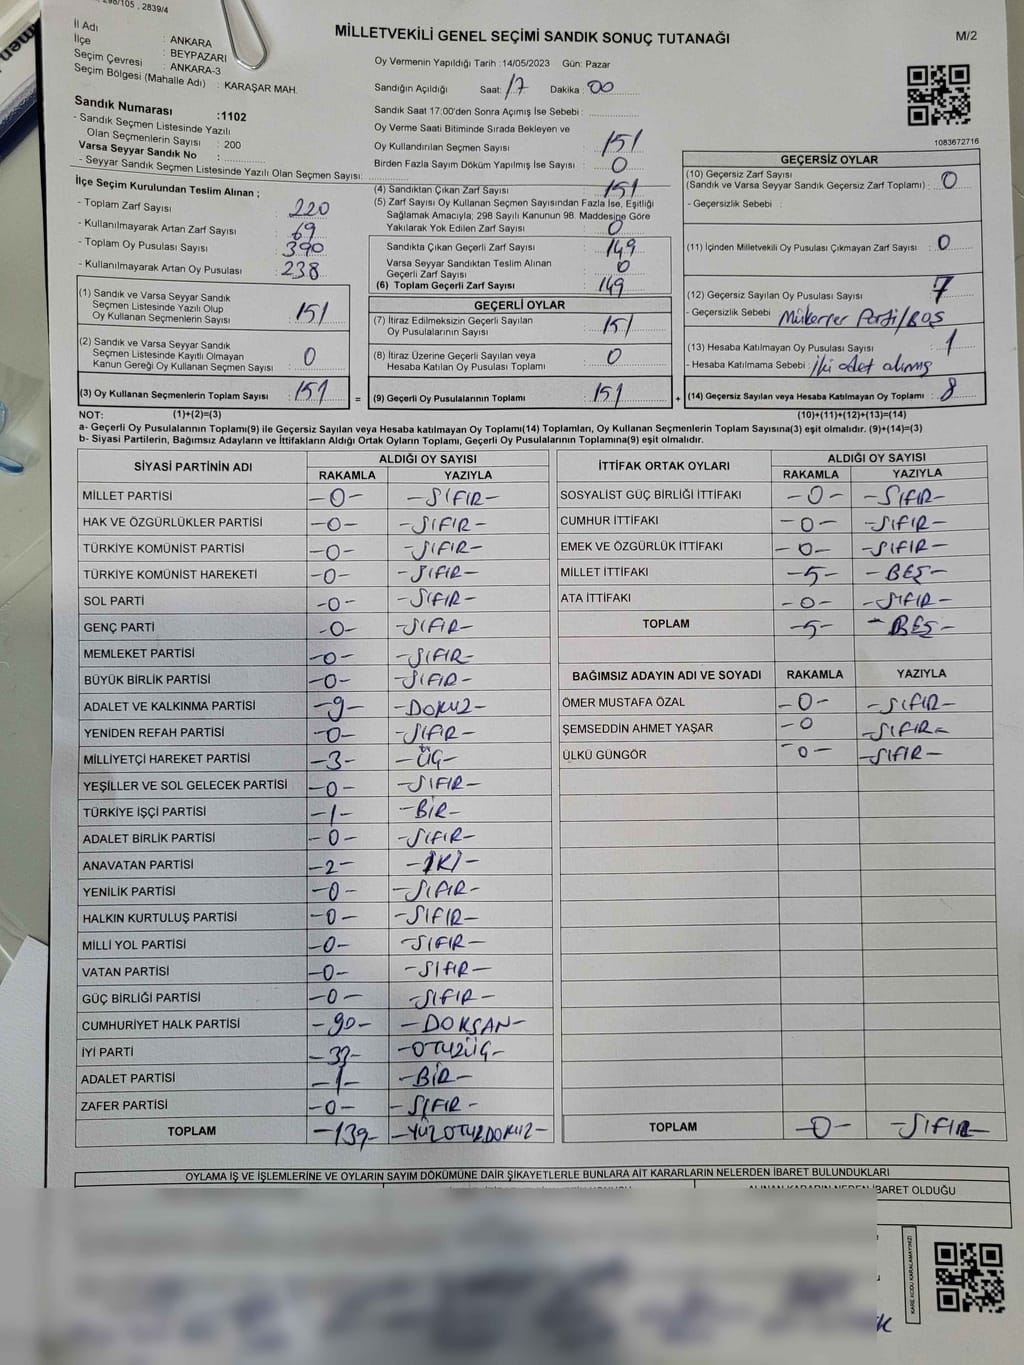 298/105 , 2839/4
MİLLETVEKİLİ GENEL SEÇİMİ SANDIK SONUÇ TUTANAĞI
M/2
İl Adı : ANKARA
İlçe : BEYPAZARI
Seçim Çevresi : ANKARA-3
Seçim Bölgesi (Mahalle Adı) : KARAŞAR MAH.
Sandık Numarası :1102
- Sandık Seçmen Listesinde Yazılı
Olan Seçmenlerin Sayısı : 200
Varsa Seyyar Sandık No :
- Seyyar Sandık Seçmen Listesinde Yazılı Olan Seçmen Sayısı:
Oy Vermenin Yapıldığı Tarih :14/05/2023 Gün: Pazar
Sandığın Açıldığı Saat: 17 Dakika : 00
Sandık Saat 17:00'den Sonra Açımış İse Sebebi :
Oy Verme Saati Bitiminde Sırada Bekleyen ve
Oy Kullandırılan Seçmen Sayısı : 151
Birden Fazla Sayım Döküm Yapılmış İse Sayısı : 0
1083672716
İlçe Seçim Kurulundan Teslim Alınan ;
- Toplam Zarf Sayısı : 220
- Kullanılmayarak Artan Zarf Sayısı : 69
- Toplam Oy Pusulası Sayısı : 390
- Kullanılmayarak Artan Oy Pusulası : 238
(4) Sandıktan Çıkan Zarf Sayısı : 151
(5) Zarf Sayısı Oy Kullanan Seçmen Sayısından Fazla İse, Eşitliği
Sağlamak Amacıyla; 298 Sayılı Kanunun 98. Maddesine Göre
Yakılarak Yok Edilen Zarf Sayısı : 0
Sandıkta Çıkan Geçerli Zarf Sayısı : 149
Varsa Seyyar Sandıktan Teslim Alınan
Geçerli Zarf Sayısı : 0
(6) Toplam Geçerli Zarf Sayısı : 149
GEÇERSİZ OYLAR
(10) Geçersiz Zarf Sayısı
(Sandık ve Varsa Seyyar Sandık Geçersiz Zarf Toplamı) : 0
- Geçersizlik Sebebi :
(11) İçinden Milletvekili Oy Pusulası Çıkmayan Zarf Sayısı : 0
(12) Geçersiz Sayılan Oy Pusulası Sayısı : 7
- Geçersizlik Sebebi : Mükerrer Parti/BOŞ
(13) Hesaba Katılmayan Oy Pusulası Sayısı : 1
- Hesaba Katılmama Sebebi : İki adet alınmış
(14) Geçersiz Sayılan veya Hesaba Katılmayan Oy Toplamı : 8
(1) Sandık ve Varsa Seyyar Sandık
Seçmen Listesinde Yazılı Olup
Oy Kullanan Seçmenlerin Sayısı : 151
(2) Sandık ve Varsa Seyyar Sandık
Seçmen Listesinde Kayıtlı Olmayan
Kanun Gereği Oy Kullanan Seçmen Sayısı : 0
(3) Oy Kullanan Seçmenlerin Toplam Sayısı : 151 =
GEÇERLİ OYLAR
(7) İtiraz Edilmeksizin Geçerli Sayılan
Oy Pusulalarının Sayısı : 151
(8) İtiraz Üzerine Geçerli Sayılan veya
Hesaba Katılan Oy Pusulası Toplamı : 0
(9) Geçerli Oy Pusulalarının Toplamı : 151 +
NOT: (1)+(2)=(3) (10)+(11)+(12)+(13)=(14)
a- Geçerli Oy Pusulalarının Toplamı(9) ile Geçersiz Sayılan veya Hesaba katılmayan Oy Toplamı(14) Toplamları, Oy Kullanan Seçmenlerin Toplam Sayısına(3) eşit olmalıdır. (9)+(14)=(3)
b- Siyasi Partilerin, Bağımsız Adayların ve İttifakların Aldığı Ortak Oyların Toplamı, Geçerli Oy Pusulalarının Toplamına(9) eşit olmalıdır.
SİYASİ PARTİNİN ADI ALDIĞI OY SAYISI
RAKAMLA YAZIYLA
MİLLET PARTİSİ -0- -SIFIR-
HAK VE ÖZGÜRLÜKLER PARTİSİ -0- -SIFIR-
TÜRKİYE KOMÜNİST PARTİSİ -0- -SIFIR-
TÜRKİYE KOMÜNİST HAREKETİ -0- -SIFIR-
SOL PARTİ -0- -SIFIR-
GENÇ PARTİ -0- -SIFIR-
MEMLEKET PARTİSİ -0- -SIFIR-
BÜYÜK BİRLİK PARTİSİ -0- -SIFIR-
ADALET VE KALKINMA PARTİSİ -9- -DOKUZ-
YENİDEN REFAH PARTİSİ -0- -SIFIR-
MİLLİYETÇİ HAREKET PARTİSİ -3- -ÜÇ-
YEŞİLLER VE SOL GELECEK PARTİSİ -0- -SIFIR-
TÜRKİYE İŞÇİ PARTİSİ -1- -BİR-
ADALET BİRLİK PARTİSİ -0- -SIFIR-
ANAVATAN PARTİSİ -2- -İKİ-
YENİLİK PARTİSİ -0- -SIFIR-
HALKIN KURTULUŞ PARTİSİ -0- -SIFIR-
MİLLİ YOL PARTİSİ -0- -SIFIR-
VATAN PARTİSİ -0- -SIFIR-
GÜÇ BİRLİĞİ PARTİSİ -0- -SIFIR-
CUMHURİYET HALK PARTİSİ -90- -DOKSAN-
İYİ PARTİ -33- -OTUZÜÇ-
ADALET PARTİSİ -1- -BİR-
ZAFER PARTİSİ -0- -SIFIR-
TOPLAM -139- -YÜZOTUZDOKUZ-
İTTİFAK ORTAK OYLARI ALDIĞI OY SAYISI
RAKAMLA YAZIYLA
SOSYALİST GÜÇ BİRLİĞİ İTTİFAKI -0- -SIFIR-
CUMHUR İTTİFAKI -0- -SIFIR-
EMEK VE ÖZGÜRLÜK İTTİFAKI -0- -SIFIR-
MİLLET İTTİFAKI -5- -BEŞ-
ATA İTTİFAKI -0- -SIFIR-
TOPLAM -5- -BEŞ-
BAĞIMSIZ ADAYIN ADI VE SOYADI RAKAMLA YAZIYLA
ÖMER MUSTAFA ÖZAL -0- -SIFIR-
ŞEMSEDDİN AHMET YAŞAR -0 -SIFIR-
ÜLKÜ GÜNGÖR -0- -SIFIR-
TOPLAM -0- -SIFIR-
OYLAMA İŞ VE İŞLEMLERİNE VE OYLARIN SAYIM DÖKÜMÜNE DAİR ŞİKAYETLERLE BUNLARA AİT KARARLARIN NELERDEN İBARET BULUNDUKLARI
ALINAN KARARIN NEDEN İBARET OLDUĞU
KARE KODU KARALAMAYINIZ!